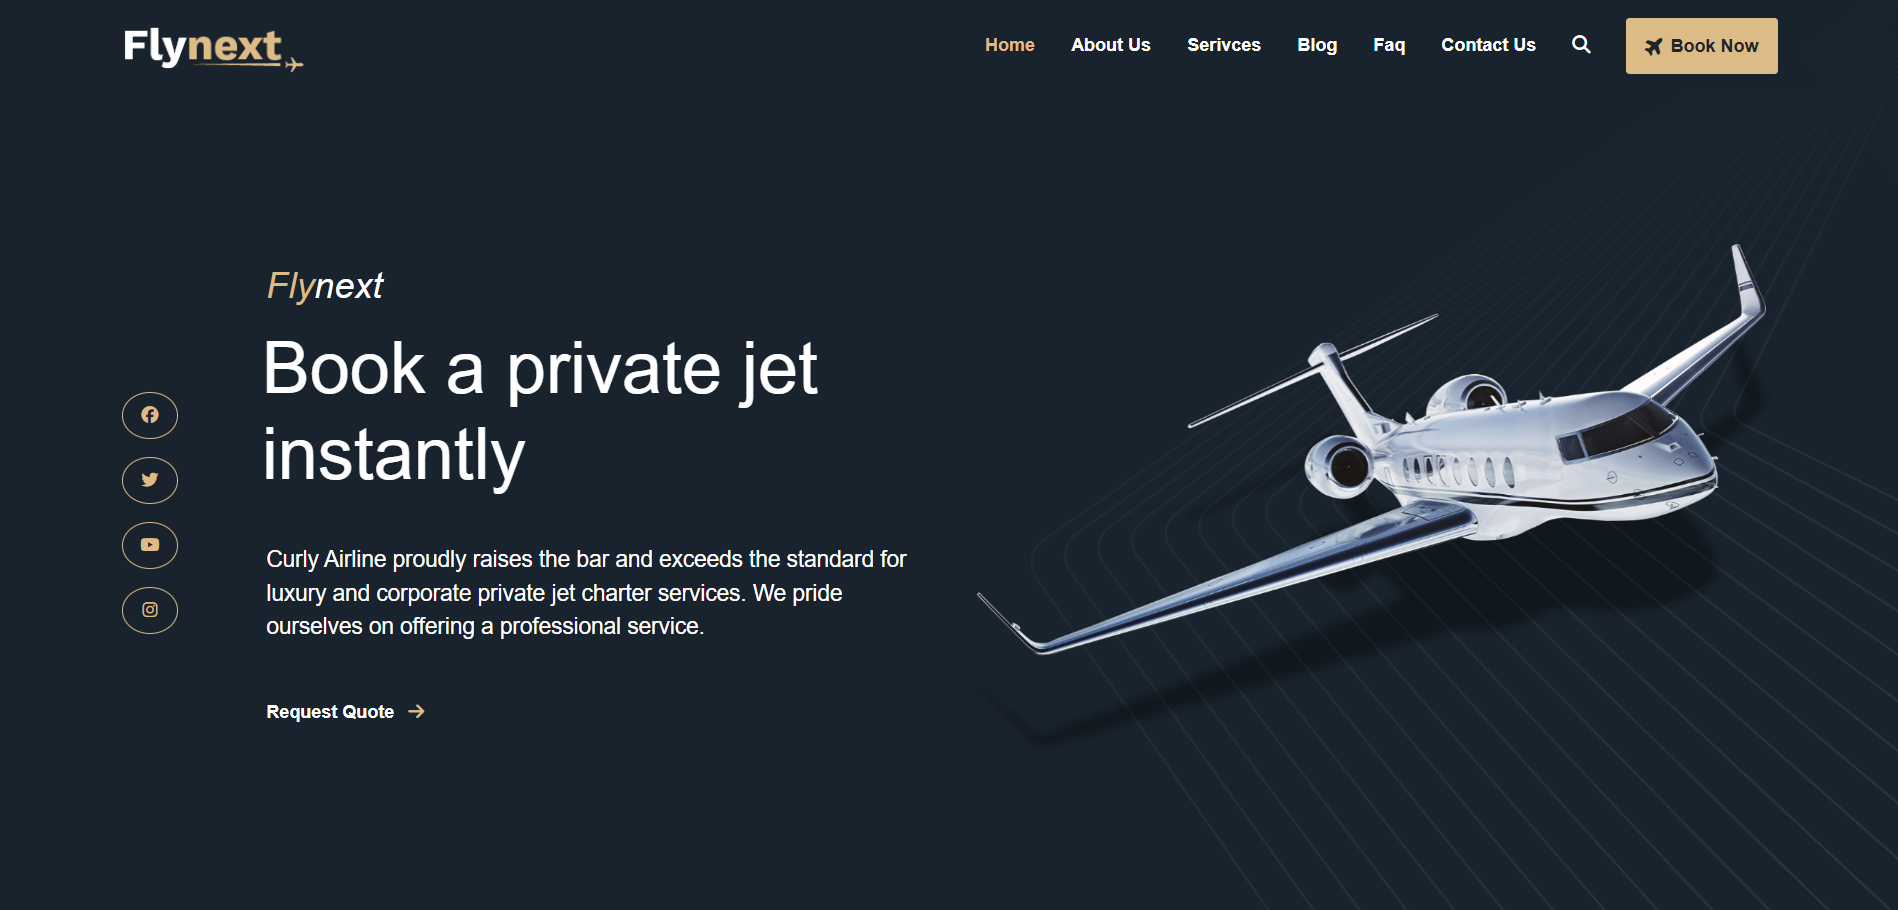 Flynext
Home About Us Serivces Blog Faq Contact Us Book Now
Flynext
Book a private jet
instantly
Curly Airline proudly raises the bar and exceeds the standard for
luxury and corporate private jet charter services. We pride
ourselves on offering a professional service.
Request Quote